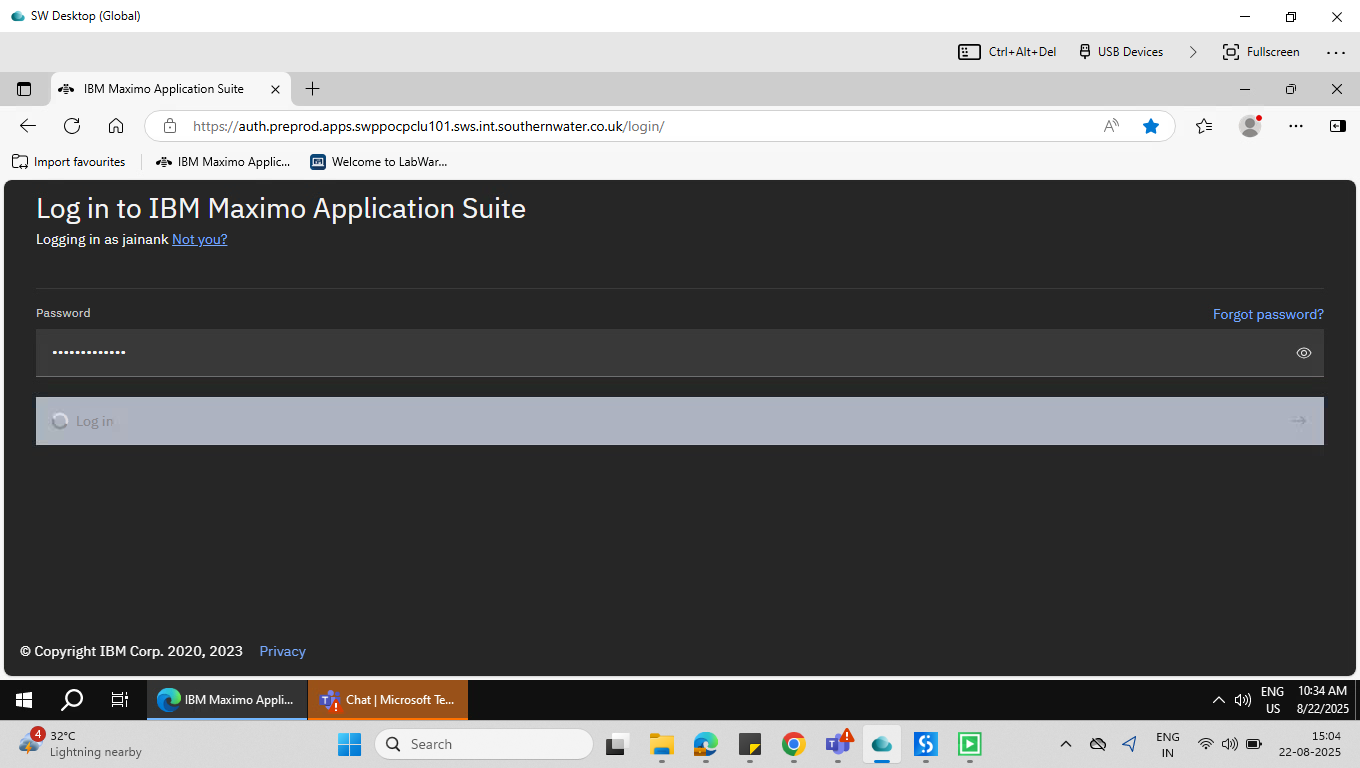 SW Desktop (Global)
Ctrl+Alt+Del
USB Devices
Fullscreen
IBM Maximo Application Suite
https://auth.preprod.apps.swppocpclu101.sws.int.southernwater.co.uk/login/
Import favourites
IBM Maximo Applic...
Welcome to LabWar...
Log in to IBM Maximo Application Suite
Logging in as jainank Not you?
Password
Forgot password?
•••••••••••••
Log in
© Copyright IBM Corp. 2020, 2023 Privacy
IBM Maximo Appli...
Chat | Microsoft Te...
ENG
US
10:34 AM
8/22/2025
4
32°C
Lightning nearby
Search
ENG
IN
15:04
22-08-2025